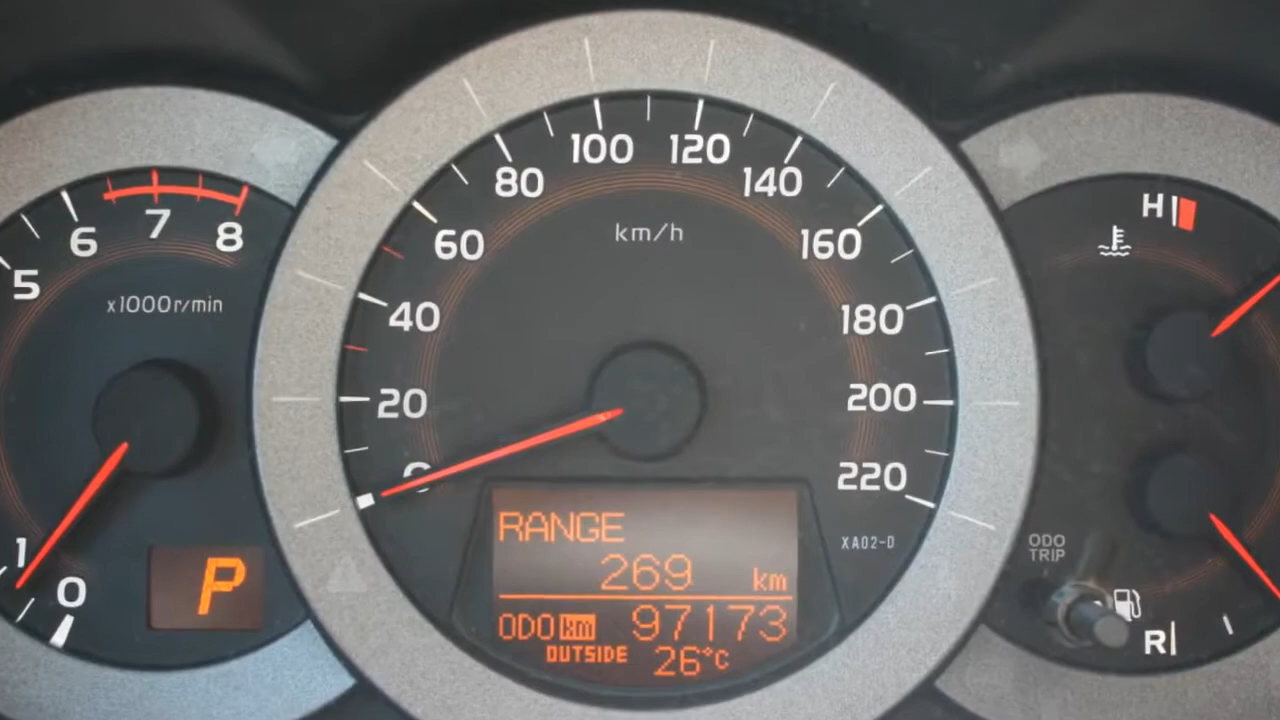 5
6
7
8
x1000r/min
1
0
P
0
20
40
60
80
100
120
140
160
180
200
220
km/h
XA02-D
RANGE
269 km
ODO km 97173
OUTSIDE 26°C
H
ODO
TRIP
R